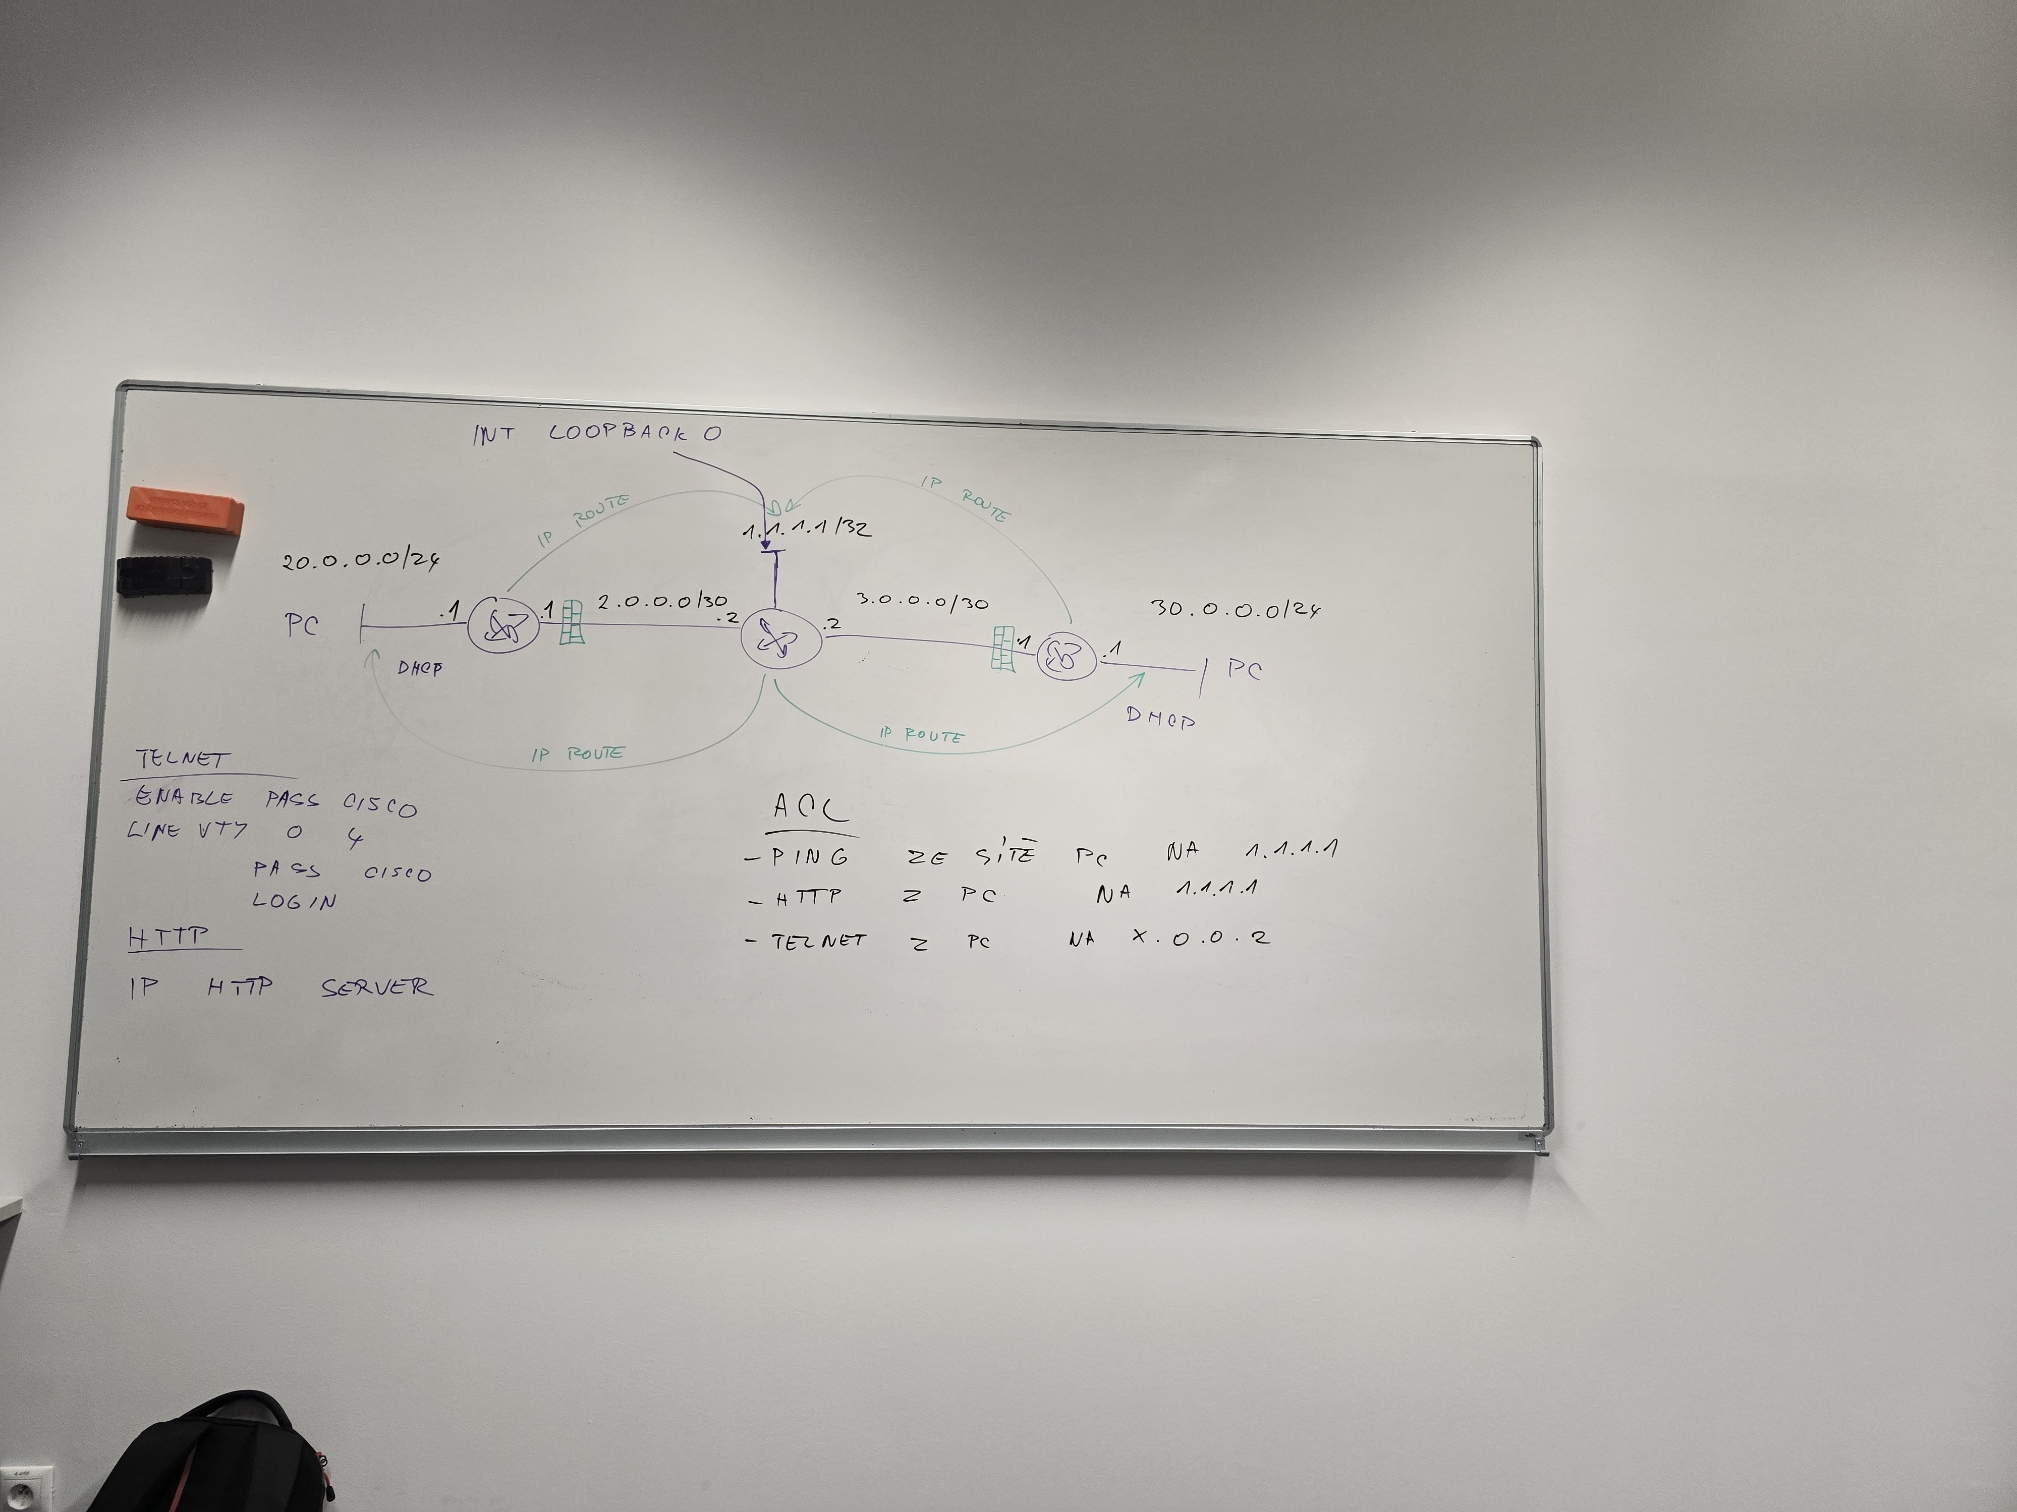 INT LOOPBACK 0
IP ROUTE
IP ROUTE
1.1.1.1/32
20.0.0.0/24
2.0.0.0/30
3.0.0.0/30
30.0.0.0/24
PC
.1
.1
.2
.2
.1
.1
PC
DHCP
DHCP
IP ROUTE
IP ROUTE
TELNET
ENABLE PASS CISCO
LINE VTY 0 4
PASS CISCO
LOGIN
HTTP
IP HTTP SERVER
ACL
- PING ZE SÍTĚ PC NA 1.1.1.1
- HTTP Z PC NA 1.1.1.1
- TELNET Z PC NA X.0.0.2